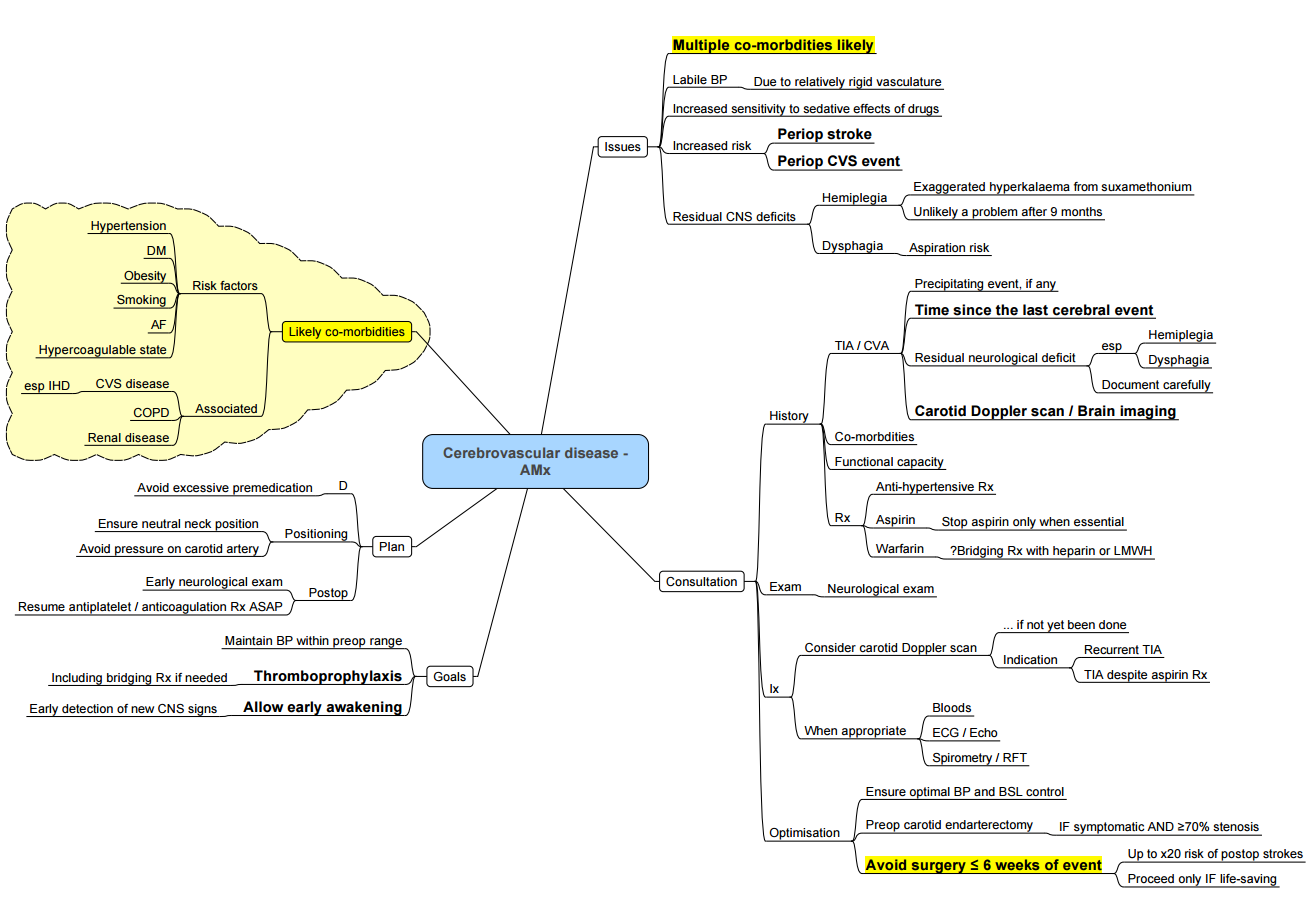 Cerebrovascular disease -
AMx
Issues
Multiple co-morbdities likely
Labile BP
Due to relatively rigid vasculature
Increased sensitivity to sedative effects of drugs
Increased risk
Periop stroke
Periop CVS event
Residual CNS deficits
Hemiplegia
Exaggerated hyperkalaema from suxamethonium
Unlikely a problem after 9 months
Dysphagia
Aspiration risk
Consultation
History
TIA / CVA
Precipitating event, if any
Time since the last cerebral event
Residual neurological deficit
esp
Hemiplegia
Dysphagia
Document carefully
Carotid Doppler scan / Brain imaging
Co-morbdities
Functional capacity
Rx
Anti-hypertensive Rx
Aspirin
Stop aspirin only when essential
Warfarin
?Bridging Rx with heparin or LMWH
Exam
Neurological exam
Ix
Consider carotid Doppler scan
... if not yet been done
Indication
Recurrent TIA
TIA despite aspirin Rx
When appropriate
Bloods
ECG / Echo
Spirometry / RFT
Optimisation
Ensure optimal BP and BSL control
Preop carotid endarterectomy
IF symptomatic AND ≥70% stenosis
Avoid surgery ≤ 6 weeks of event
Up to x20 risk of postop strokes
Proceed only IF life-saving
Likely co-morbidities
Risk factors
Hypertension
DM
Obesity
Smoking
AF
Hypercoagulable state
Associated
CVS disease
esp IHD
COPD
Renal disease
Plan
D
Avoid excessive premedication
Positioning
Ensure neutral neck position
Avoid pressure on carotid artery
Postop
Early neurological exam
Resume antiplatelet / anticoagulation Rx ASAP
Goals
Maintain BP within preop range
Thromboprophylaxis
Including bridging Rx if needed
Allow early awakening
Early detection of new CNS signs